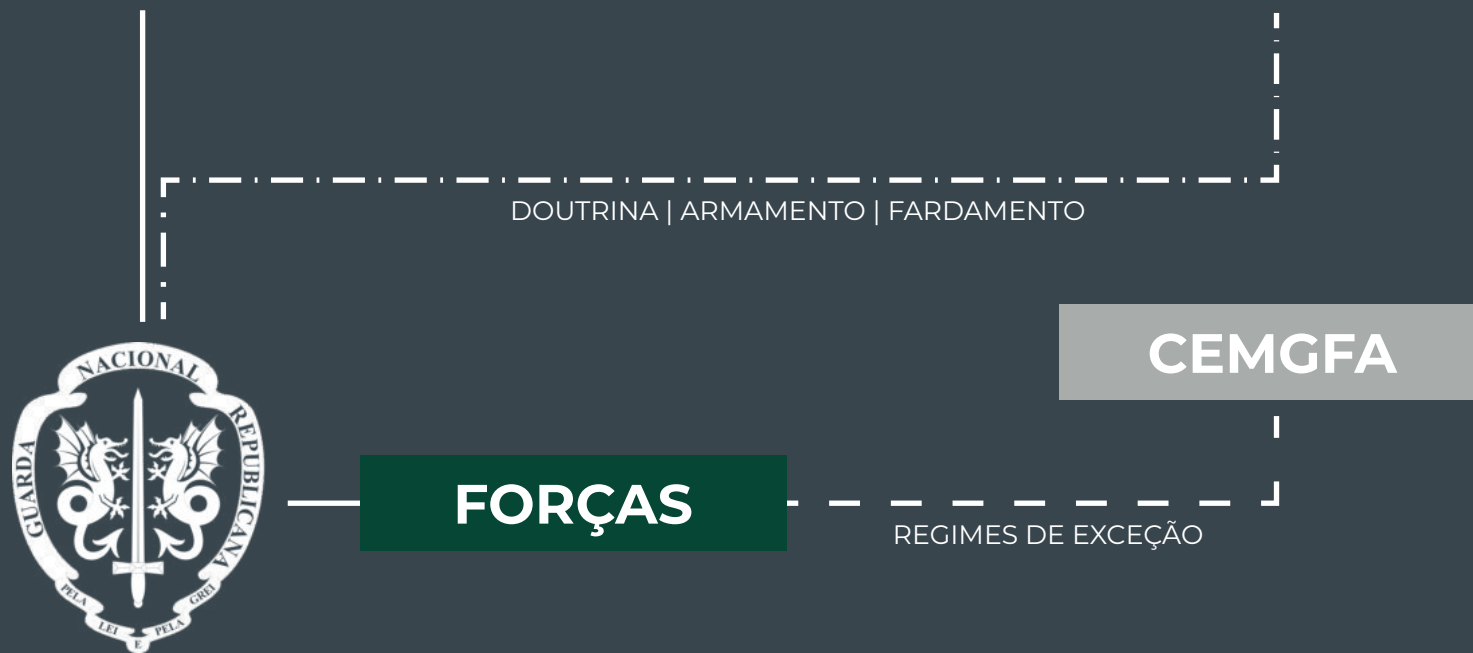 DOUTRINA | ARMAMENTO | FARDAMENTO
CEMGFA
GUARDA NACIONAL REPUBLICANA
FORÇAS
REGIMES DE EXCEÇÃO
PELA LEI E PELA GREI